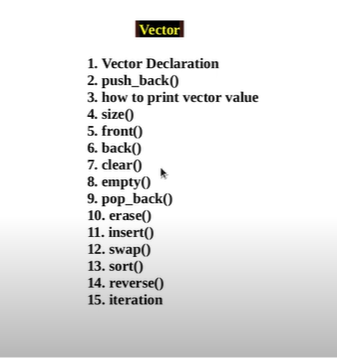 Vector
1. Vector Declaration
2. push_back()
3. how to print vector value
4. size()
5. front()
6. back()
7. clear()
8. empty()
9. pop_back()
10. erase()
11. insert()
12. swap()
13. sort()
14. reverse()
15. iteration